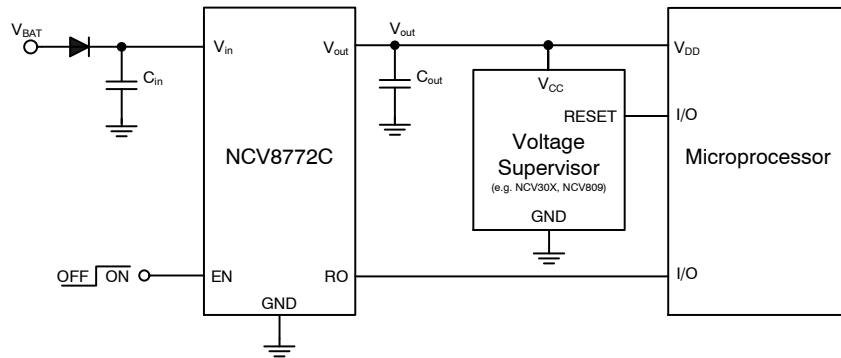 VBAT
Vin
Cin
NCV8772C
Vout
Vout
Cout
VCC
RESET
Voltage
Supervisor
(e.g. NCV30X, NCV809)
GND
VDD
I/O
Microprocessor
I/O
OFF ON
EN
RO
GND